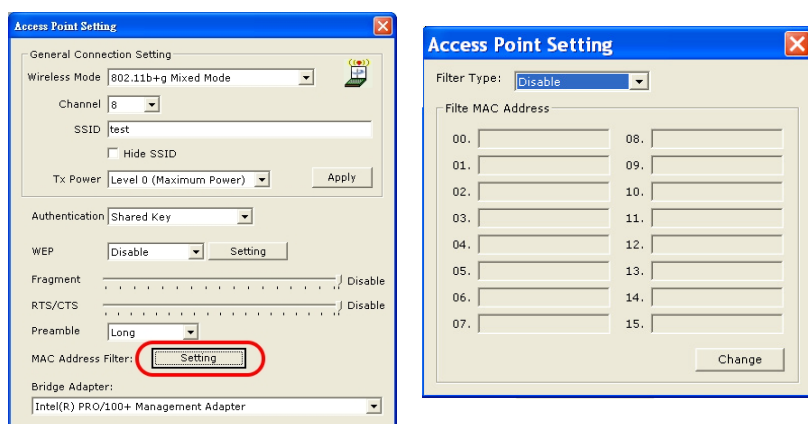 Access Point Setting
General Connection Setting
Wireless Mode 802.11b+g Mixed Mode
Channel 8
SSID test
Hide SSID
Tx Power Level 0 (Maximum Power) Apply
Authentication Shared Key
WEP Disable Setting
Fragment Disable
RTS/CTS Disable
Preamble Long
MAC Address Filter: Setting
Bridge Adapter:
Intel(R) PRO/100+ Management Adapter
Access Point Setting
Filter Type: Disable
Filte MAC Address
00. 08.
01. 09.
02. 10.
03. 11.
04. 12.
05. 13.
06. 14.
07. 15.
Change